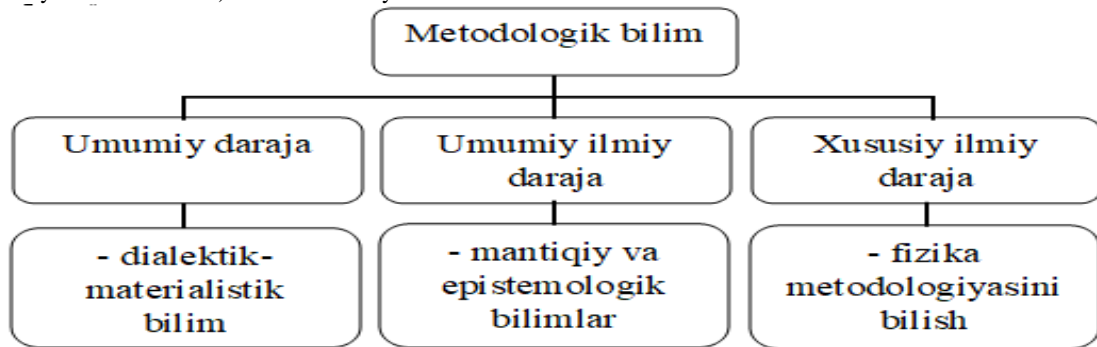 Metodologik bilim
Umumiy daraja
Umumiy ilmiy
daraja
Xususiy ilmiy
daraja
- dialektik-
materialistik
bilim
- mantiqiy va
epistemologik
bilimlar
- fizika
metodologiyasini
bilish